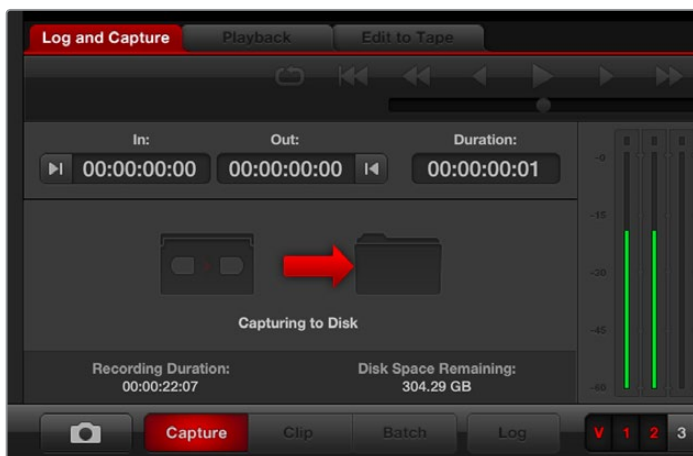 Log and Capture Playback Edit to Tape
In: Out: Duration:
00:00:00:00 00:00:00:00 00:00:00:01
-0
-15
-30
-45
-60
Capturing to Disk
Recording Duration: Disk Space Remaining:
00:00:22:07 304.29 GB
Capture Clip Batch Log V 1 2 3